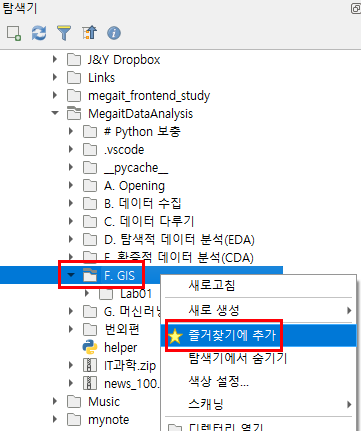 탐색기
J&Y Dropbox
Links
megait_frontend_study
MegaitDataAnalysis
# Python 보충
.vscode
__pycache__
A. Opening
B. 데이터 수집
C. 데이터 다루기
D. 탐색적 데이터 분석(EDA)
E. 확증적 데이터 분석(CDA)
F. GIS
새로고침
Lab01
새로 생성
G. 머신러닝
즐겨찾기에 추가
번외편
탐색기에서 숨기기
helper
색상 설정...
IT과학.zip
스캐닝
news_100.
디렉터리 열기
Music
mynote